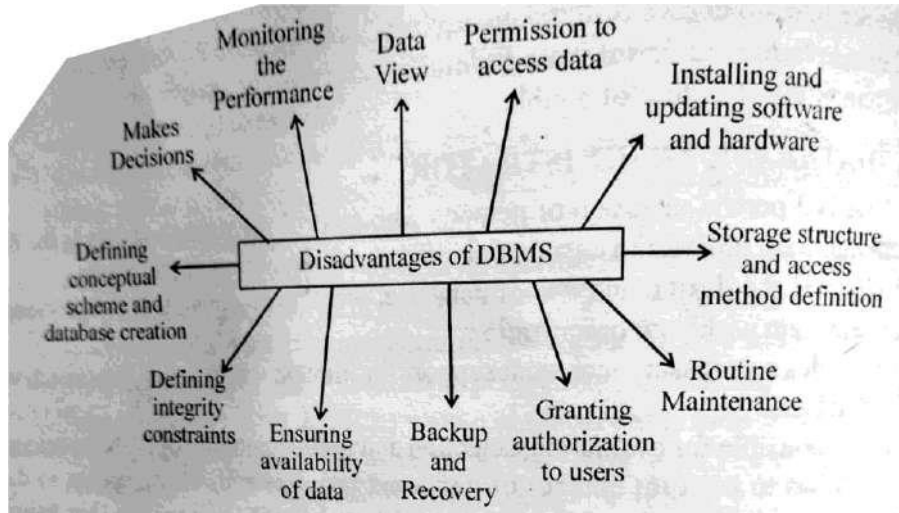 Monitoring
the
Performance
Data
View
Permission to
access data
Installing and
updating software
and hardware
Makes
Decisions
Disadvantages of DBMS
Storage structure
and access
method definition
Defining
conceptual
scheme and
database creation
Defining
integrity
constraints
Ensuring
availability
of data
Backup
and
Recovery
Granting
authorization
to users
Routine
Maintenance